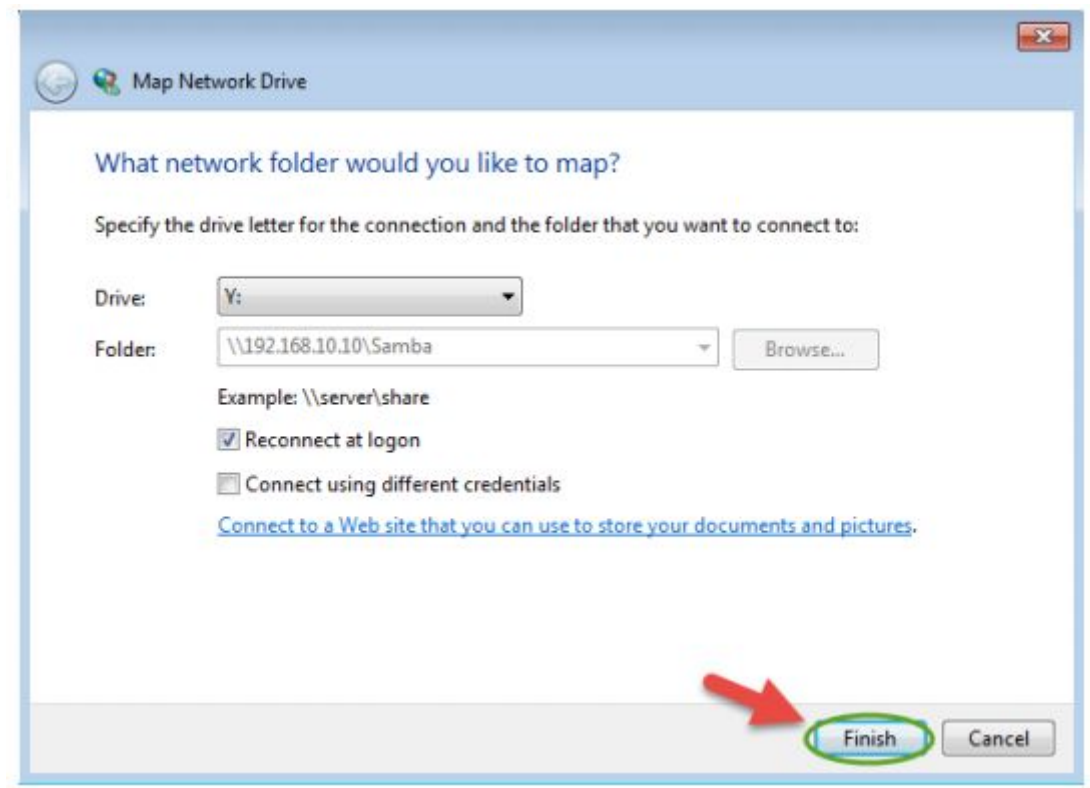 Map Network Drive
What network folder would you like to map?
Specify the drive letter for the connection and the folder that you want to connect to:
Drive: Y:
Folder: \\192.168.10.10\Samba Browse...
Example: \\server\share
Reconnect at logon
Connect using different credentials
Connect to a Web site that you can use to store your documents and pictures.
Finish Cancel